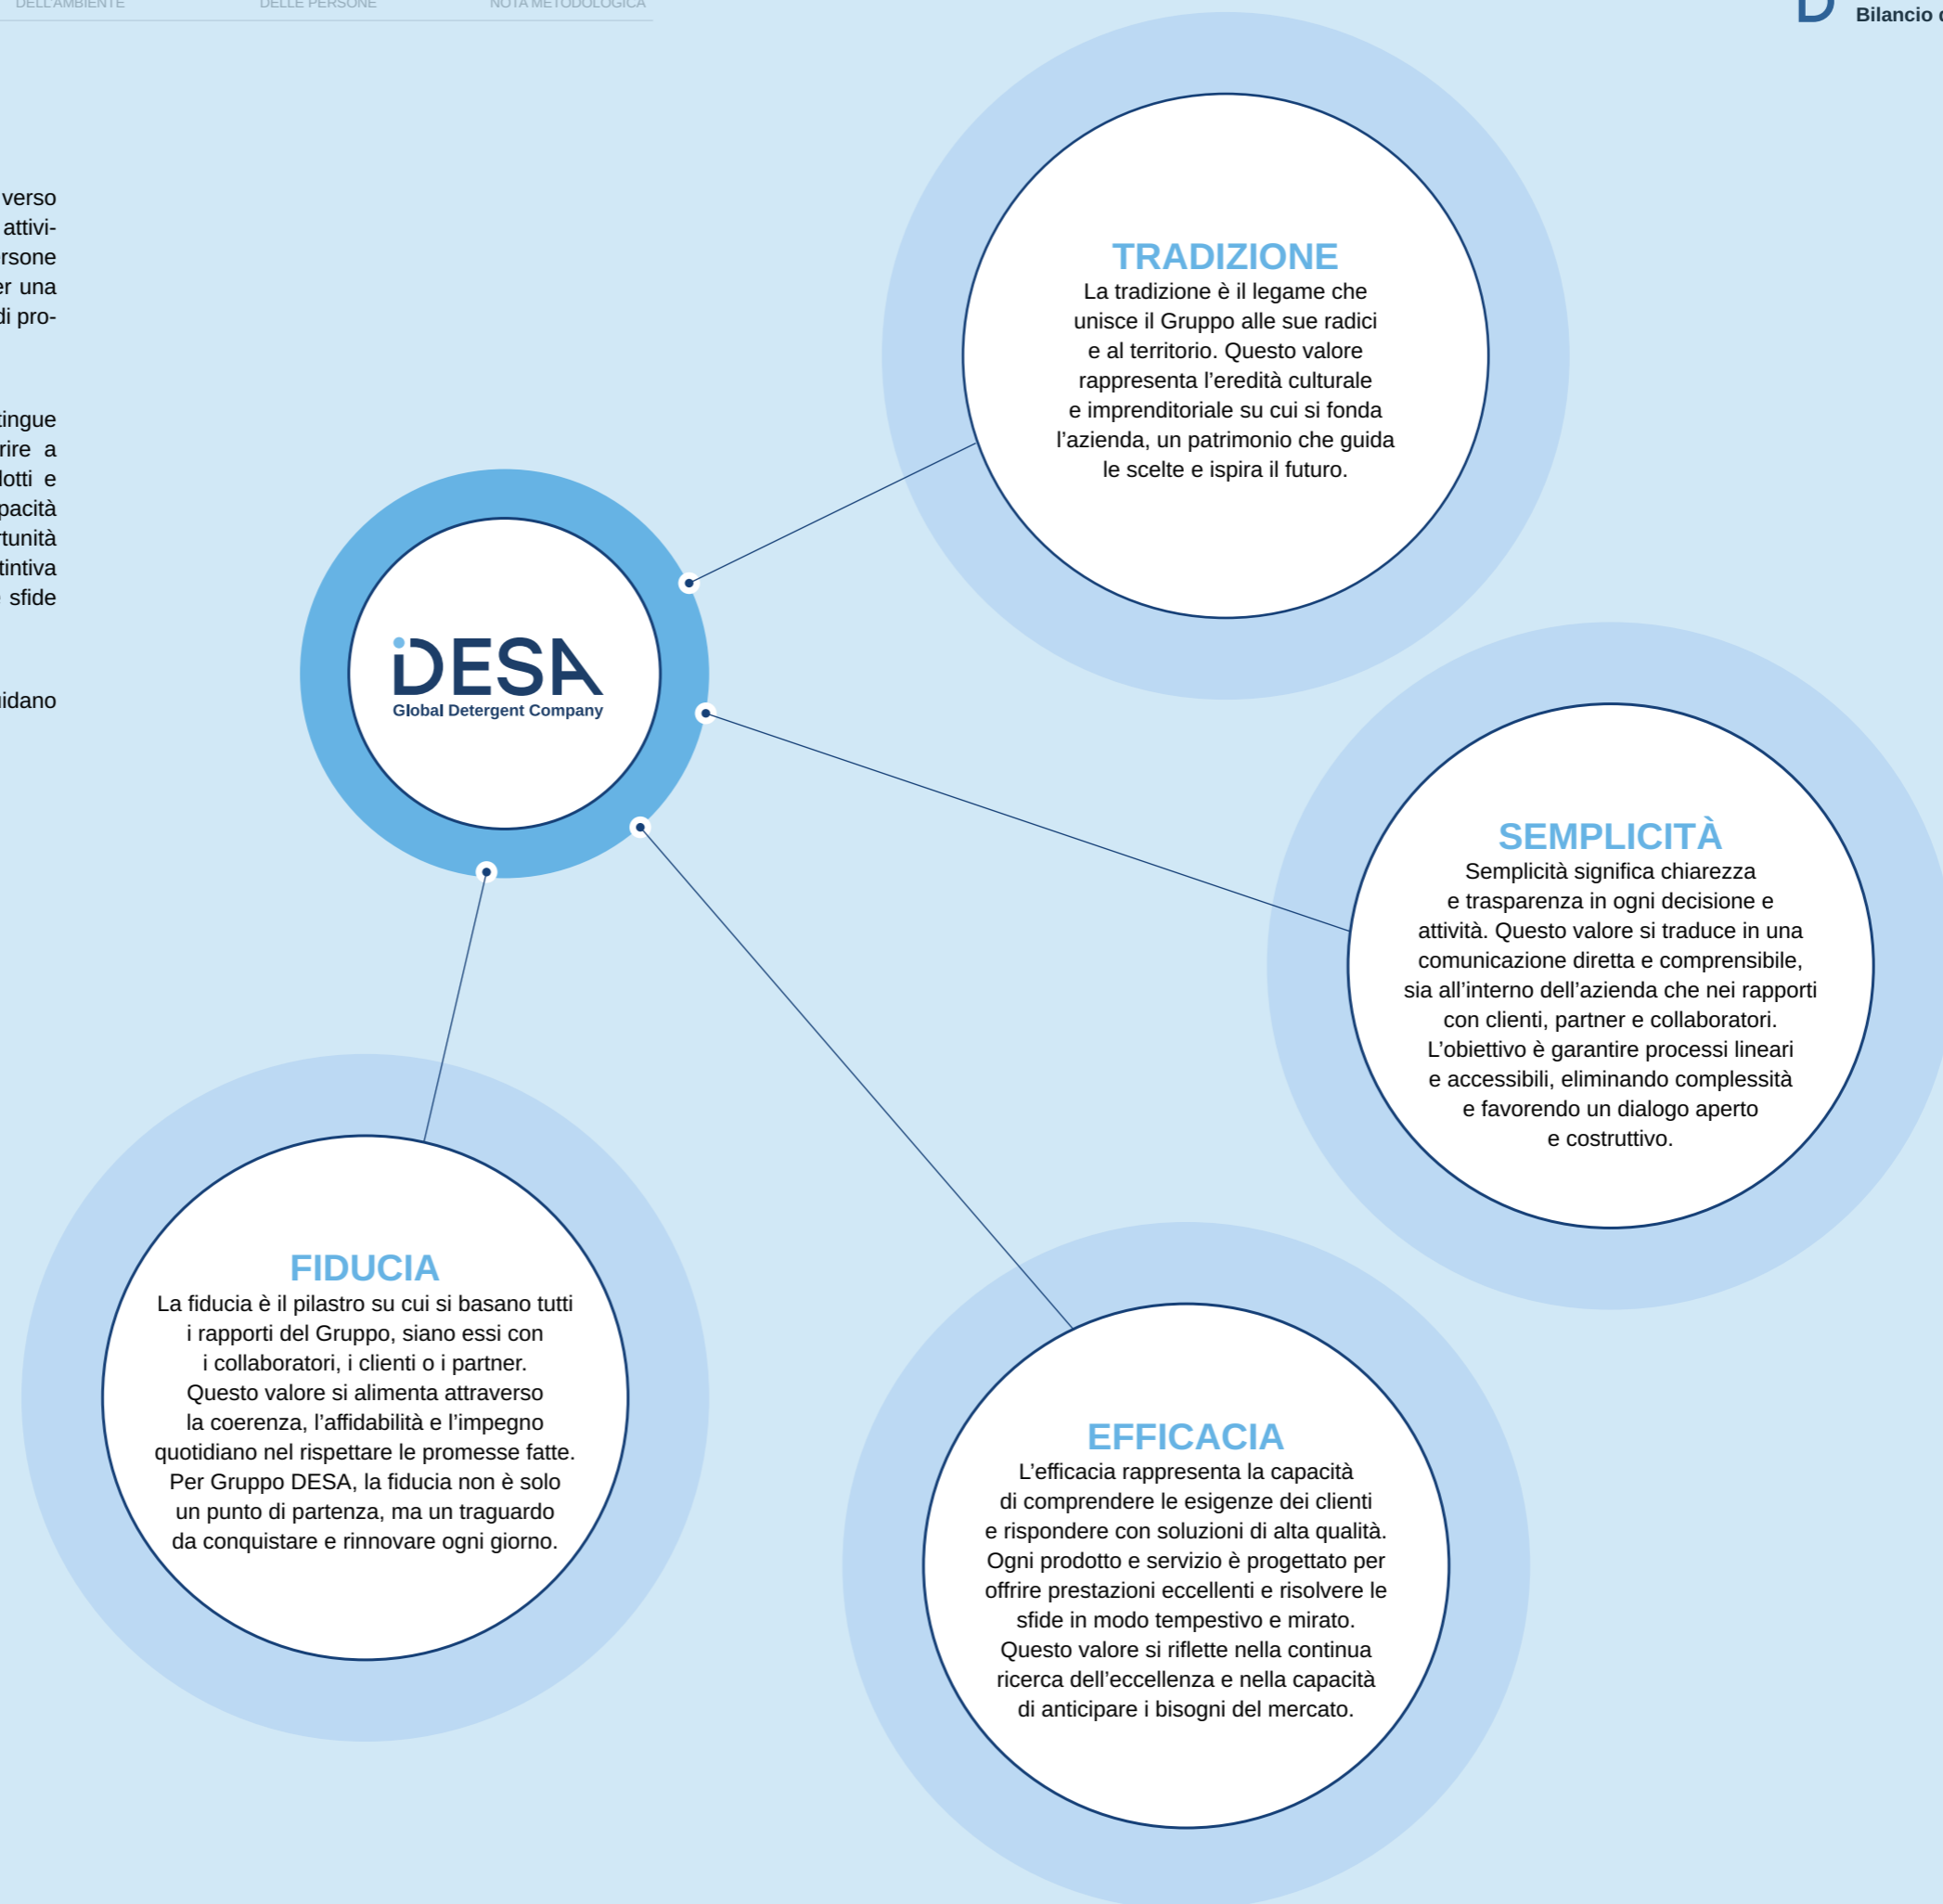 DELL'AMBIENTE
DELLE PERSONE
NOTA METODOLOGICA
Bilancio
verso
attivi-
una
di pro-
a
e
sfide
TRADIZIONE
La tradizione è il legame che
unisce il Gruppo alle sue radici
e al territorio. Questo valore
rappresenta l’eredità culturale
e imprenditoriale su cui si fonda
l’azienda, un patrimonio che guida
le scelte e ispira il futuro.
DESA
Global Detergent Company
SEMPLICITÀ
Semplicità significa chiarezza
e trasparenza in ogni decisione e
attività. Questo valore si traduce in una
comunicazione diretta e comprensibile,
sia all’interno dell’azienda che nei rapporti
con clienti, partner e collaboratori.
L’obiettivo è garantire processi lineari
e accessibili, eliminando complessità
e favorendo un dialogo aperto
e costruttivo.
FIDUCIA
La fiducia è il pilastro su cui si basano tutti
i rapporti del Gruppo, siano essi con
i collaboratori, i clienti o i partner.
Questo valore si alimenta attraverso
la coerenza, l’affidabilità e l’impegno
quotidiano nel rispettare le promesse fatte.
Per Gruppo DESA, la fiducia non è solo
un punto di partenza, ma un traguardo
da conquistare e rinnovare ogni giorno.
EFFICACIA
L’efficacia rappresenta la capacità
di comprendere le esigenze dei clienti
e rispondere con soluzioni di alta qualità.
Ogni prodotto e servizio è progettato per
offrire prestazioni eccellenti e risolvere le
sfide in modo tempestivo e mirato.
Questo valore si riflette nella continua
ricerca dell’eccellenza e nella capacità
di anticipare i bisogni del mercato.